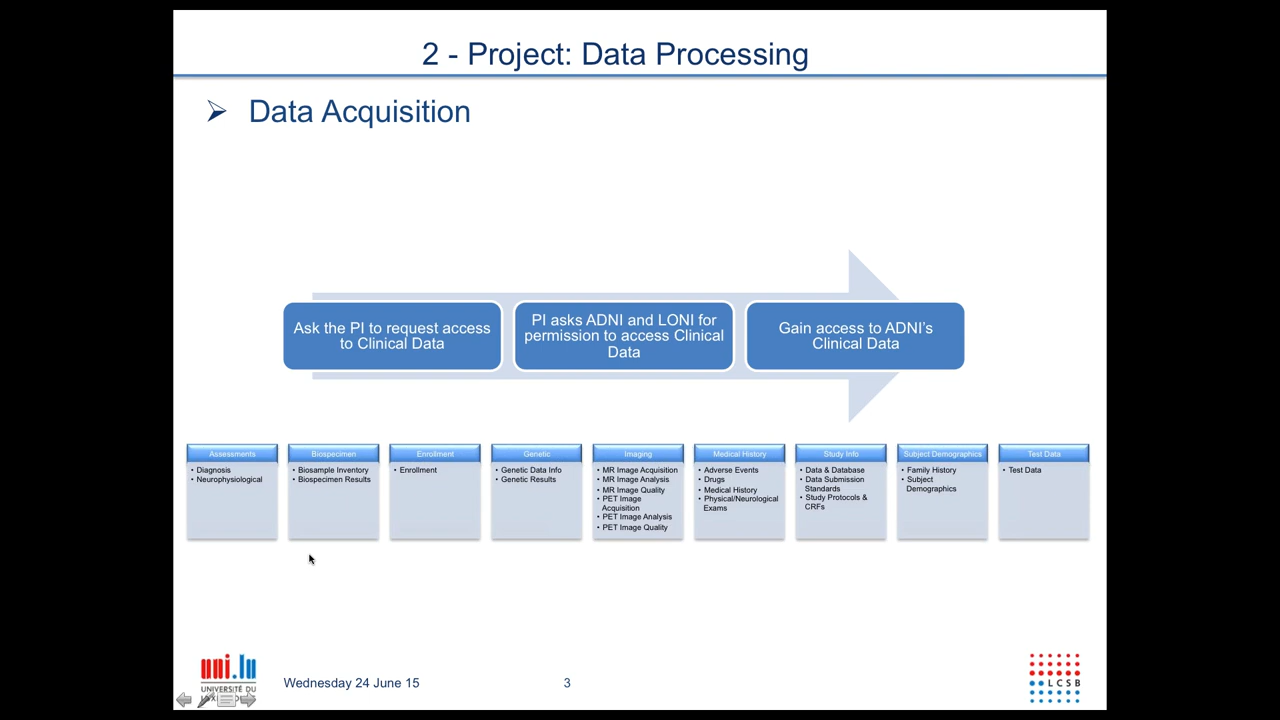 2 - Project: Data Processing
Data Acquisition
Ask the PI to request access
to Clinical Data
PI asks ADNI and LONI for
permission to access Clinical
Data
Gain access to ADNI’s
Clinical Data
Assessments
• Diagnosis
• Neurophysiological
Biospecimen
• Biosample Inventory
• Biospecimen Results
Enrollment
• Enrollment
Genetic
• Genetic Data Info
• Genetic Results
Imaging
• MR Image Acquisition
• MR Image Analysis
• MR Image Quality
• PET Image
Acquisition
• PET Image Analysis
• PET Image Quality
Medical History
• Adverse Events
• Drugs
• Medical History
• Physical/Neurological
Exams
Study Info
• Data & Database
• Data Submission
Standards
• Study Protocols &
CRFs
Subject Demographics
• Family History
• Subject
Demographics
Test Data
• Test Data
uni.lu
UNIVERSITÉ DU
Wednesday 24 June 15
3
LCSB